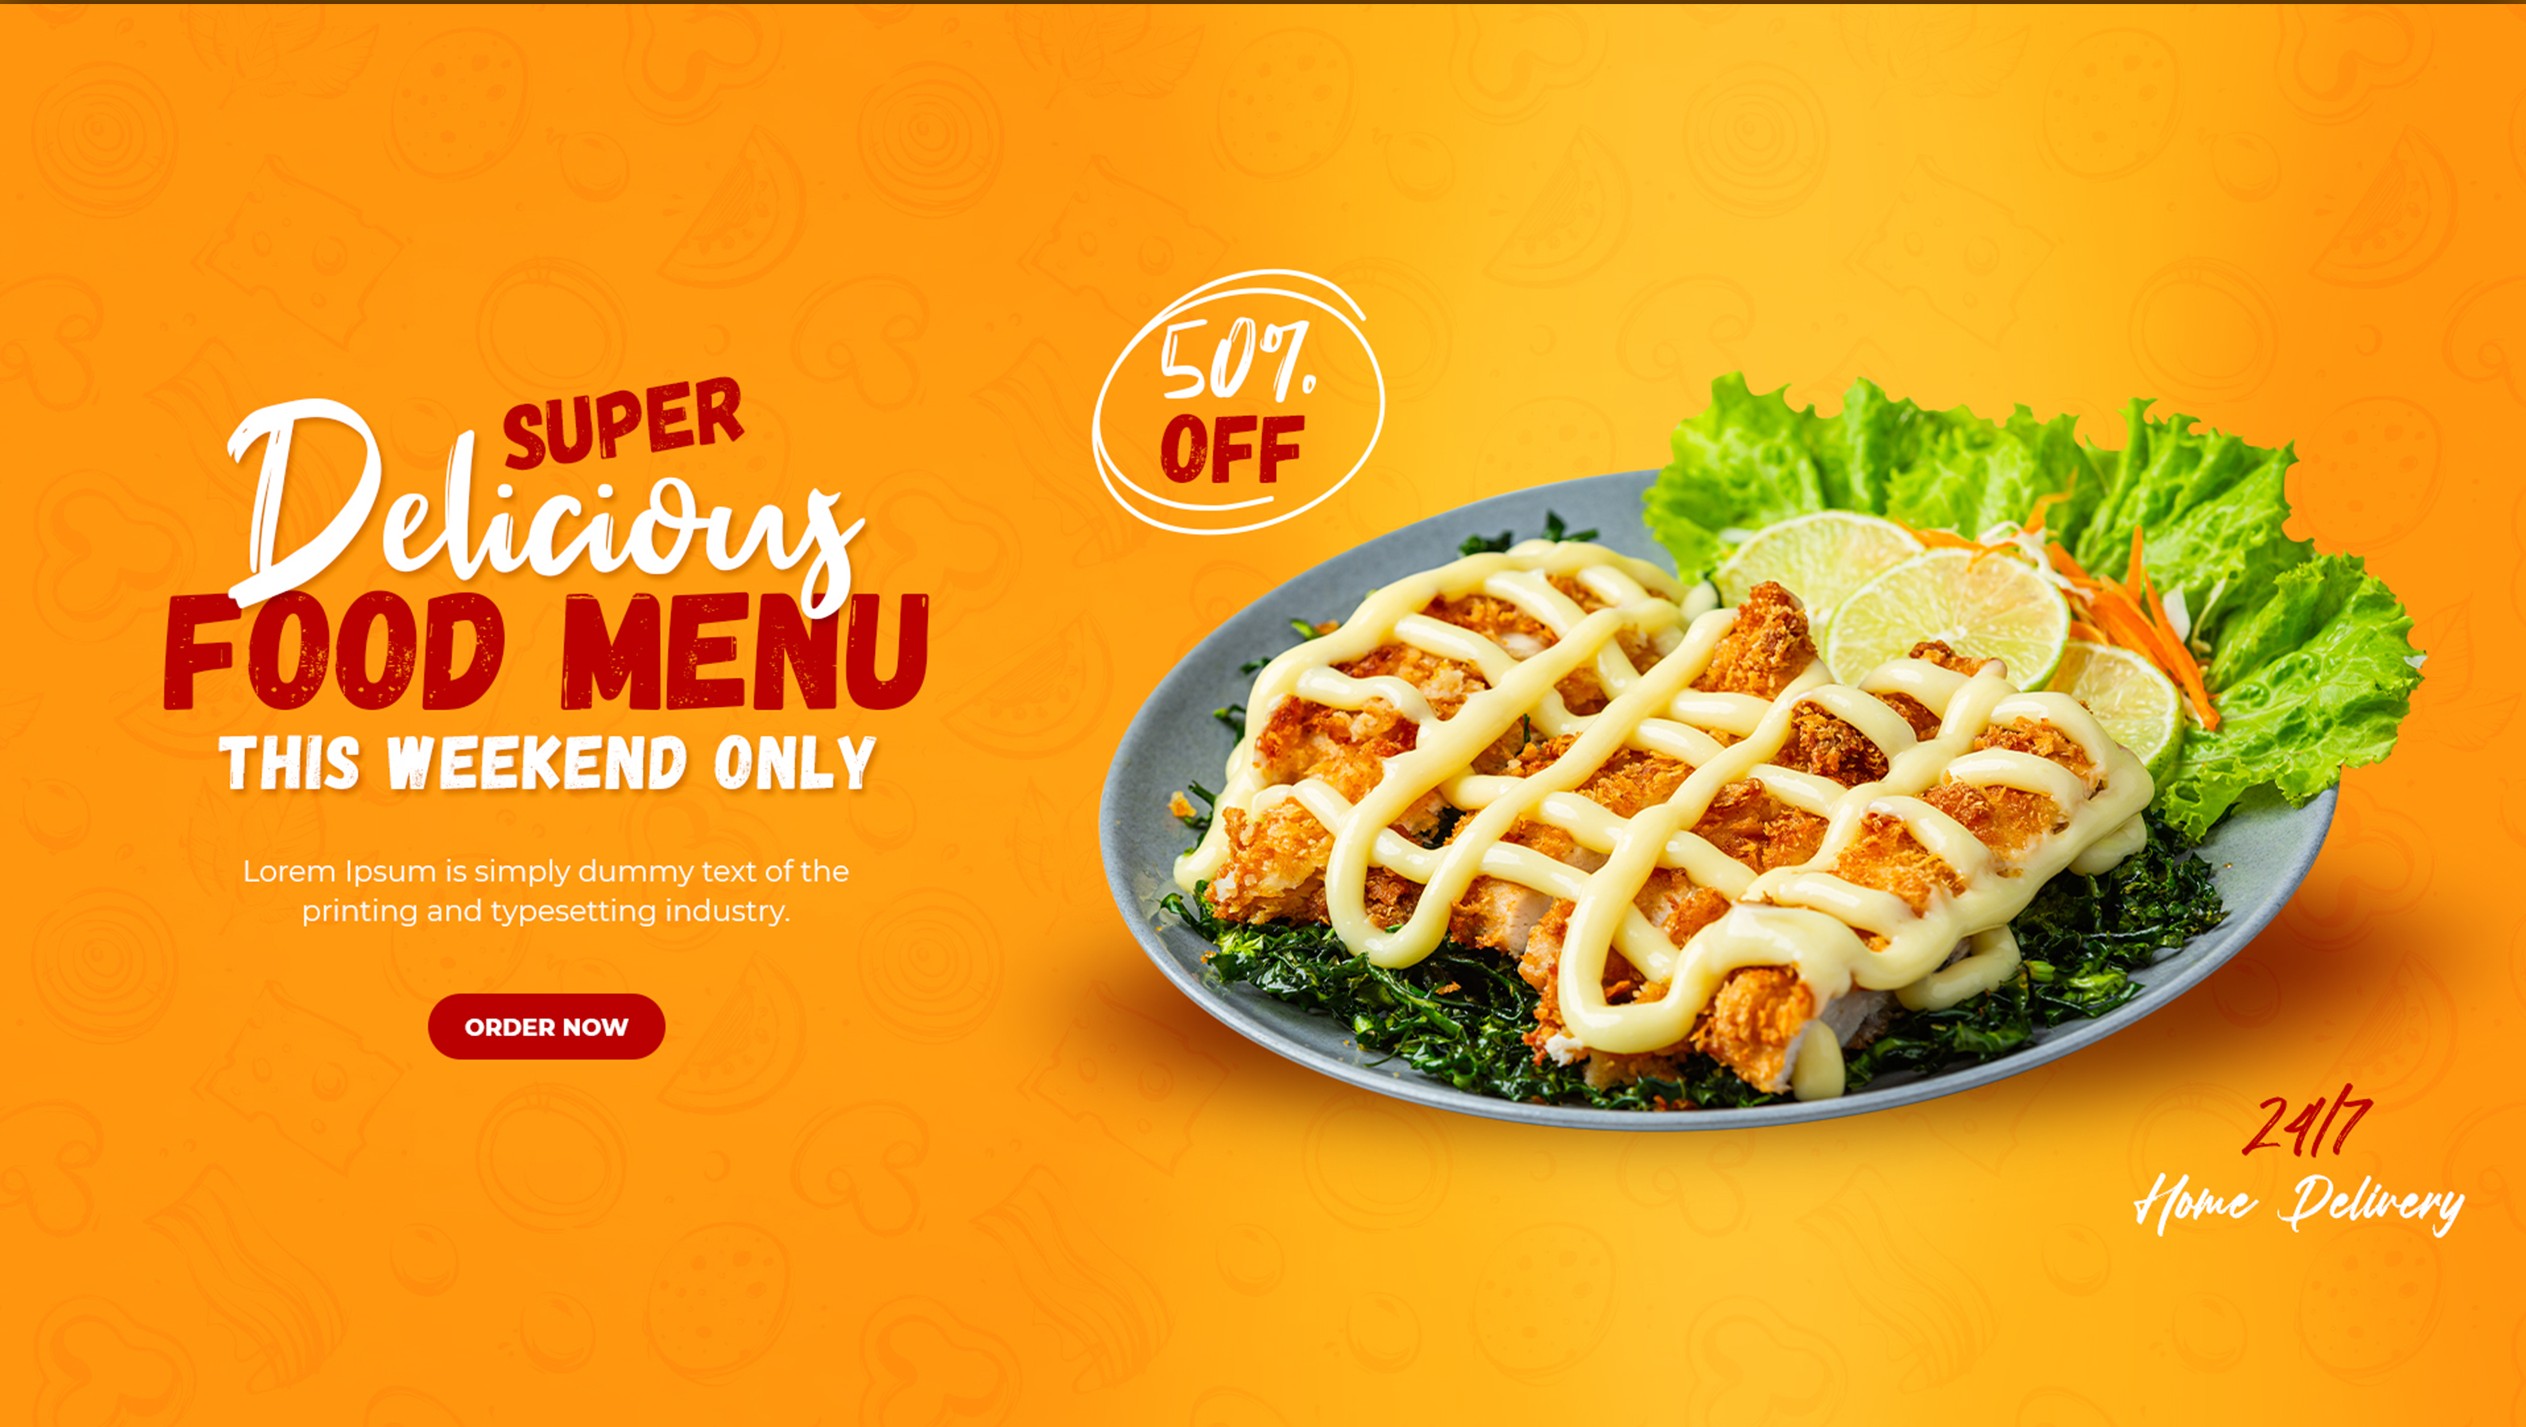 SUPER
Delicious
FOOD MENU
THIS WEEKEND ONLY
Lorem Ipsum is simply dummy text of the
printing and typesetting industry.
ORDER NOW
50%
OFF
24/7
Home Delivery